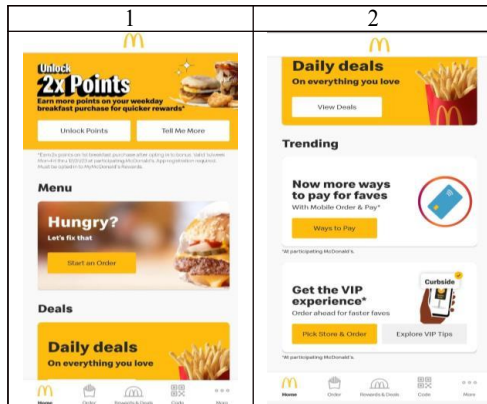 1
2
Unlock
2x Points
Earn more points on your weekday
breakfast purchase for quicker rewards*
Unlock Points
Tell Me More
Menu
Hungry?
Let's fix that
Start an Order
Deals
Daily deals
On everything you love
Home
Order
Rewards & Deals
Code
More
Daily deals
On everything you love
View Deals
Trending
Now more ways
to pay for faves
With Mobile Order & Pay*
Ways to Pay
*At participating McDonald's.
Get the VIP
experience*
Order ahead for faster faves
Curbside
Pick Store & Order
Explore VIP Tips
*At participating McDonald's.
Home
Order
Rewards & Deals
Code
More